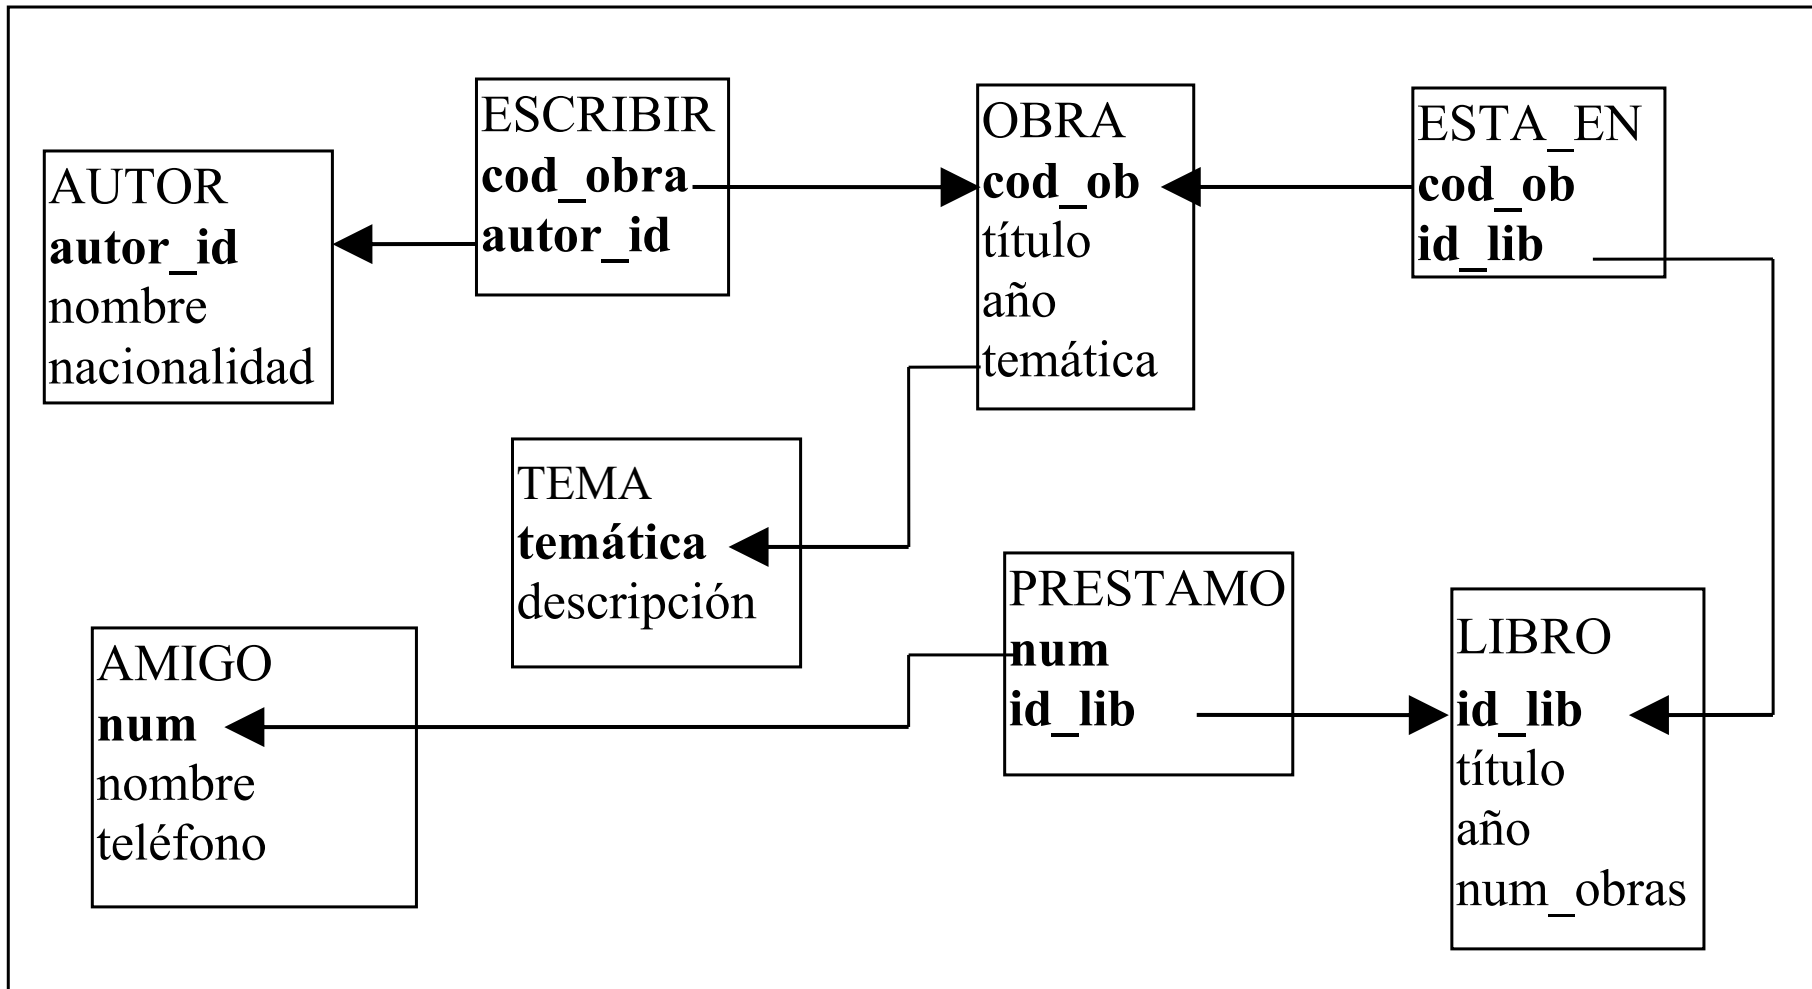 AUTOR
autor_id
nombre
nacionalidad
ESCRIBIR
cod_obra
autor_id
OBRA
cod_ob
título
año
temática
ESTA_EN
cod_ob
id_lib
TEMA
temática
descripción
AMIGO
num
nombre
teléfono
PRESTAMO
num
id_lib
LIBRO
id_lib
título
año
num_obras